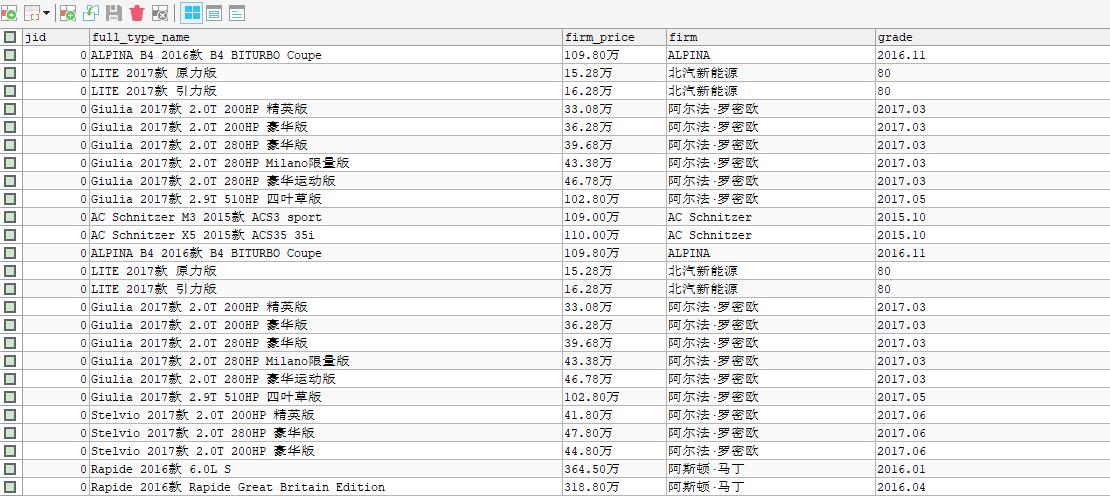 jid full_type_name firm_price firm grade
0 ALPINA B4 2016款 B4 BITURBO Coupe 109.80万 ALPINA 2016.11
0 LITE 2017款 原力版 15.28万 北汽新能源 80
0 LITE 2017款 引力版 16.28万 北汽新能源 80
0 Giulia 2017款 2.0T 200HP 精英版 33.08万 阿尔法·罗密欧 2017.03
0 Giulia 2017款 2.0T 200HP 豪华版 36.28万 阿尔法·罗密欧 2017.03
0 Giulia 2017款 2.0T 280HP 豪华版 39.68万 阿尔法·罗密欧 2017.03
0 Giulia 2017款 2.0T 280HP Milano限量版 43.38万 阿尔法·罗密欧 2017.03
0 Giulia 2017款 2.0T 280HP 豪华运动版 46.78万 阿尔法·罗密欧 2017.03
0 Giulia 2017款 2.9T 510HP 四叶草版 102.80万 阿尔法·罗密欧 2017.05
0 AC Schnitzer M3 2015款 ACS3 sport 109.00万 AC Schnitzer 2015.10
0 AC Schnitzer X5 2015款 ACS35 35i 110.00万 AC Schnitzer 2015.10
0 ALPINA B4 2016款 B4 BITURBO Coupe 109.80万 ALPINA 2016.11
0 LITE 2017款 原力版 15.28万 北汽新能源 80
0 LITE 2017款 引力版 16.28万 北汽新能源 80
0 Giulia 2017款 2.0T 200HP 精英版 33.08万 阿尔法·罗密欧 2017.03
0 Giulia 2017款 2.0T 200HP 豪华版 36.28万 阿尔法·罗密欧 2017.03
0 Giulia 2017款 2.0T 280HP 豪华版 39.68万 阿尔法·罗密欧 2017.03
0 Giulia 2017款 2.0T 280HP Milano限量版 43.38万 阿尔法·罗密欧 2017.03
0 Giulia 2017款 2.0T 280HP 豪华运动版 46.78万 阿尔法·罗密欧 2017.03
0 Giulia 2017款 2.9T 510HP 四叶草版 102.80万 阿尔法·罗密欧 2017.05
0 Stelvio 2017款 2.0T 200HP 精英版 41.80万 阿尔法·罗密欧 2017.06
0 Stelvio 2017款 2.0T 280HP 豪华版 47.80万 阿尔法·罗密欧 2017.06
0 Stelvio 2017款 2.0T 200HP 豪华版 44.80万 阿尔法·罗密欧 2017.06
0 Rapide 2016款 6.0L S 364.50万 阿斯顿·马丁 2016.01
0 Rapide 2016款 Rapide Great Britain Edition 318.80万 阿斯顿·马丁 2016.04